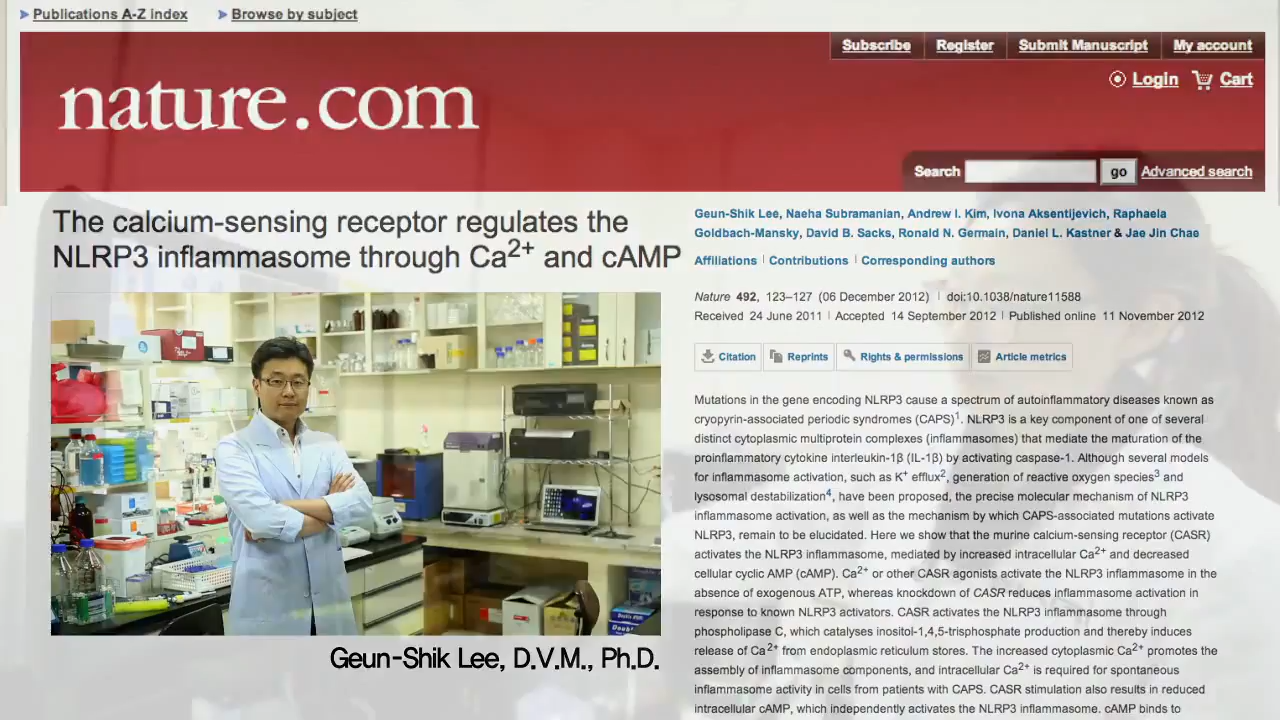 Publications A-Z index Browse by subject
Subscribe Register Submit Manuscript My account
Login Cart
nature.com
Search go Advanced search
The calcium-sensing receptor regulates the
NLRP3 inflammasome through Ca2+ and cAMP
Geun-Shik Lee, D.V.M., Ph.D.
Geun-Shik Lee, Naeha Subramanian, Andrew I. Kim, Ivona Aksentijevich, Raphaela
Goldbach-Mansky, David B. Sacks, Ronald N. Germain, Daniel L. Kastner & Jae Jin Chae
Affiliations | Contributions | Corresponding authors
Nature 492, 123–127 (06 December 2012) | doi:10.1038/nature11588
Received 24 June 2011 | Accepted 14 September 2012 | Published online 11 November 2012
Citation Reprints Rights & permissions Article metrics
Mutations in the gene encoding NLRP3 cause a spectrum of autoinflammatory diseases known as
cryopyrin-associated periodic syndromes (CAPS)1. NLRP3 is a key component of one of several
distinct cytoplasmic multiprotein complexes (inflammasomes) that mediate the maturation of the
proinflammatory cytokine interleukin-1β (IL-1β) by activating caspase-1. Although several models
for inflammasome activation, such as K+ efflux2, generation of reactive oxygen species3 and
lysosomal destabilization4, have been proposed, the precise molecular mechanism of NLRP3
inflammasome activation, as well as the mechanism by which CAPS-associated mutations activate
NLRP3, remain to be elucidated. Here we show that the murine calcium-sensing receptor (CASR)
activates the NLRP3 inflammasome, mediated by increased intracellular Ca2+ and decreased
cellular cyclic AMP (cAMP). Ca2+ or other CASR agonists activate the NLRP3 inflammasome in the
absence of exogenous ATP, whereas knockdown of CASR reduces inflammasome activation in
response to known NLRP3 activators. CASR activates the NLRP3 inflammasome through
phospholipase C, which catalyses inositol-1,4,5-trisphosphate production and thereby induces
release of Ca2+ from endoplasmic reticulum stores. The increased cytoplasmic Ca2+ promotes the
assembly of inflammasome components, and intracellular Ca2+ is required for spontaneous
inflammasome activity in cells from patients with CAPS. CASR stimulation also results in reduced
intracellular cAMP, which independently activates the NLRP3 inflammasome. cAMP binds to